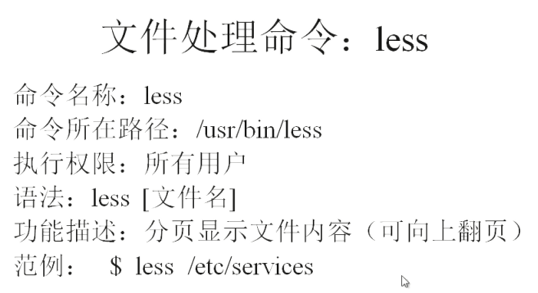 文件处理命令：less
命令名称：less
命令所在路径：/usr/bin/less
执行权限：所有用户
语法：less [文件名]
功能描述：分页显示文件内容（可向上翻页）
范例： $ less /etc/services